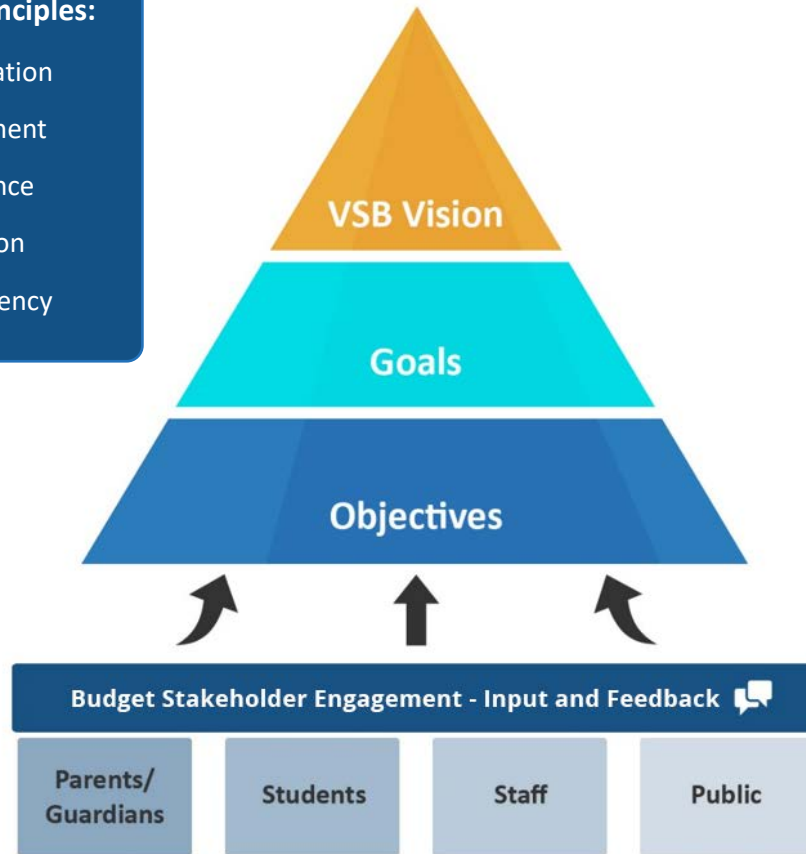 nciples:
ation
ment
nce
on
ency
VSB Vision
Goals
Objectives
Budget Stakeholder Engagement - Input and Feedback
Parents/
Guardians
Students
Staff
Public